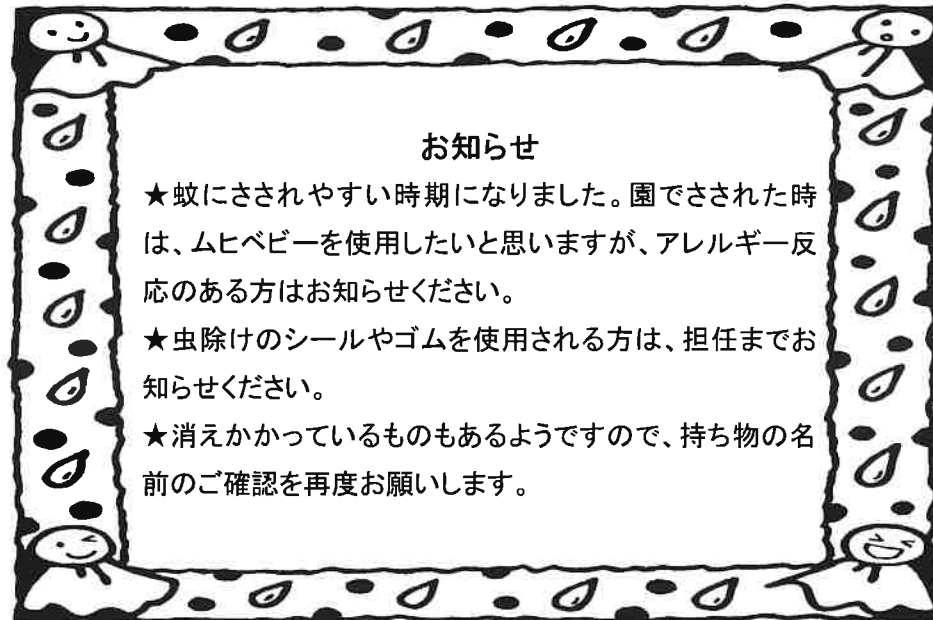 お知らせ
★蚊にさされやすい時期になりました。園でさされた時
は、ムヒベビーを使用したいと思いますが、アレルギー反
応のある方はお知らせください。
★虫除けのシールやゴムを使用される方は、担任までお
知らせください。
★消えかかっているものもあるようですので、持ち物の名
前のご確認を再度お願いします。